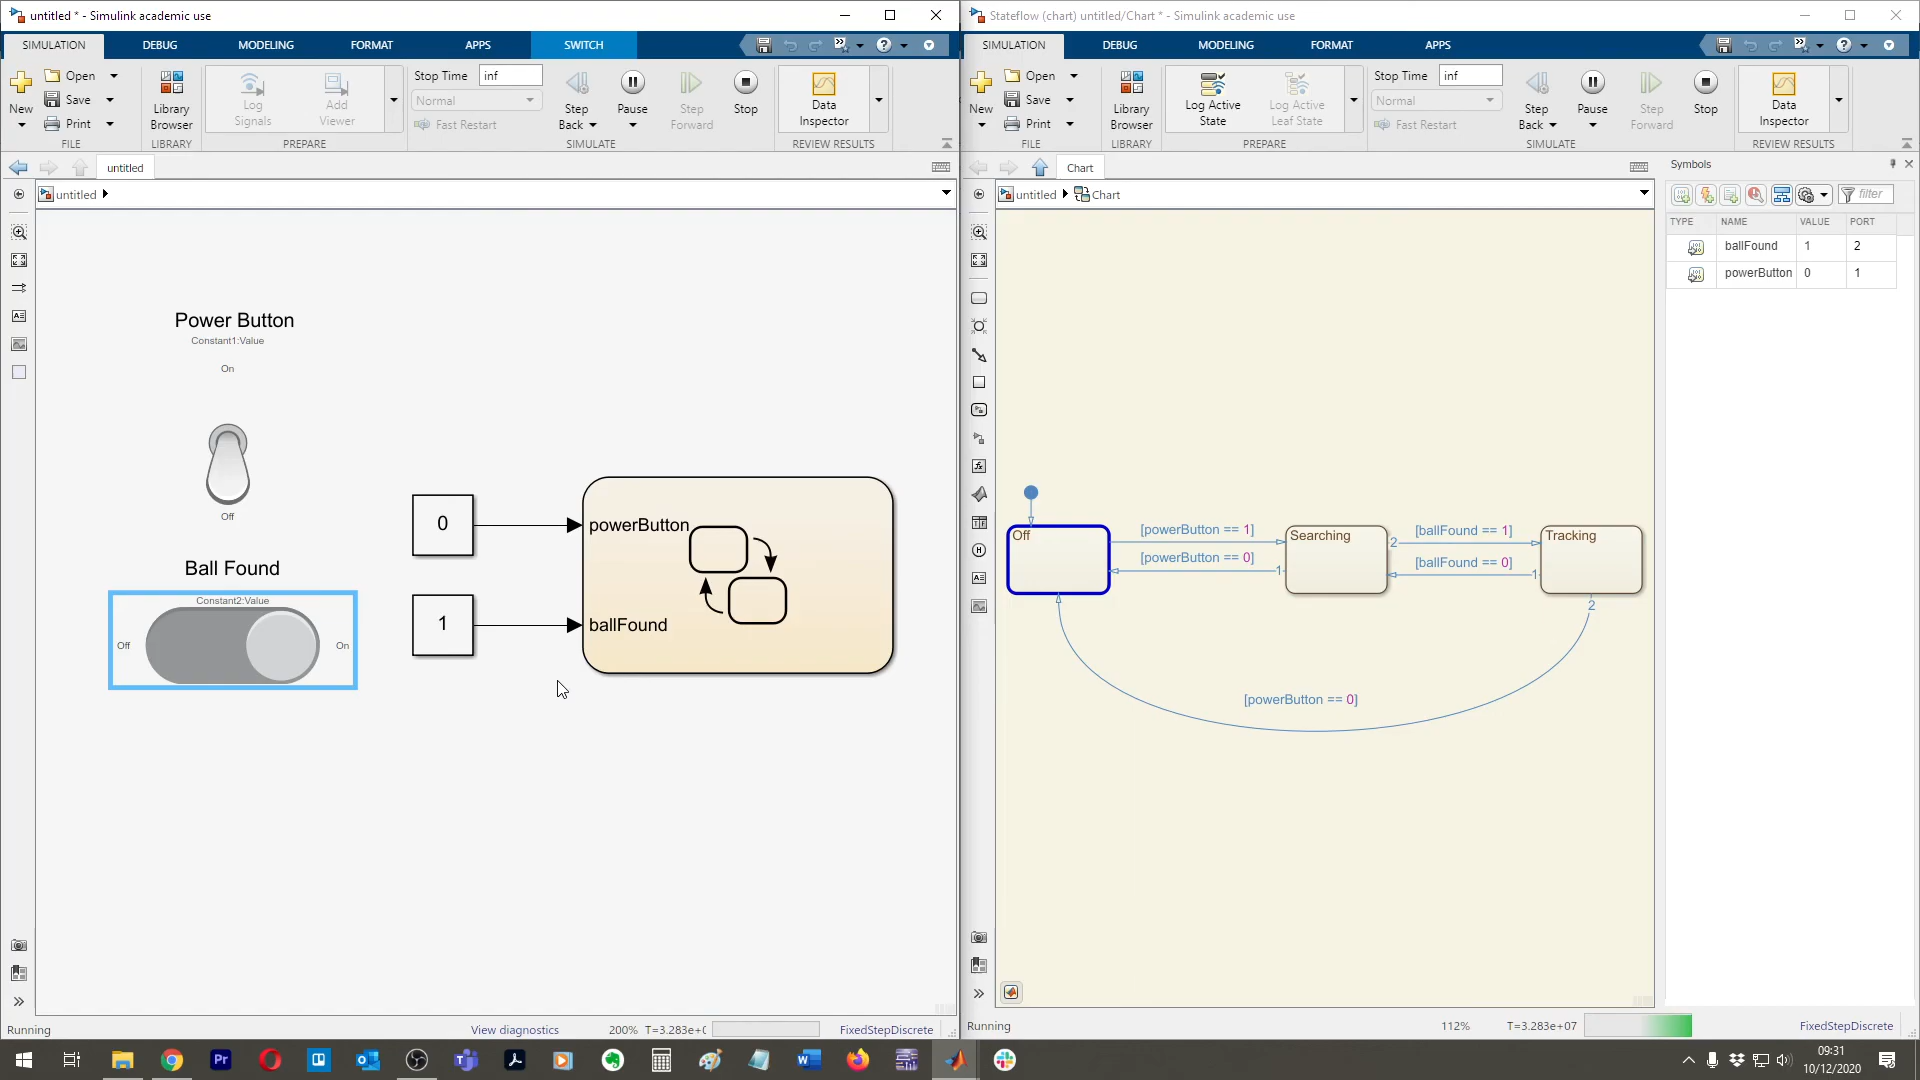 untitled * - Simulink academic use
SIMULATION DEBUG MODELING FORMAT APPS SWITCH
New Open Save Print FILE
Library Browser LIBRARY
Log Signals Add Viewer PREPARE
Stop Time inf
Normal
Fast Restart
Step Back Pause Step Forward Stop SIMULATE
Data Inspector REVIEW RESULTS
untitled
untitled
Power Button
Constant1:Value
On
Off
Ball Found
Constant2:Value
Off On
0
1
powerButton
ballFound
Running View diagnostics 200% T=3.283e+( FixedStepDiscrete
Stateflow (chart) untitled/Chart * - Simulink academic use
SIMULATION DEBUG MODELING FORMAT APPS
New Open Save Print FILE
Library Browser LIBRARY
Log Active State Log Active Leaf State PREPARE
Stop Time inf
Normal
Fast Restart
Step Back Pause Step Forward Stop SIMULATE
Data Inspector REVIEW RESULTS
Chart
untitled Chart
Off
[powerButton == 1]
[powerButton == 0]
1
Searching
2
[ballFound == 1]
[ballFound == 0]
1
Tracking
2
[powerButton == 0]
Symbols
filter
TYPE NAME VALUE PORT
ballFound 1 2
powerButton 0 1
Running 112% T=3.283e+07 FixedStepDiscrete
09:31
10/12/2020